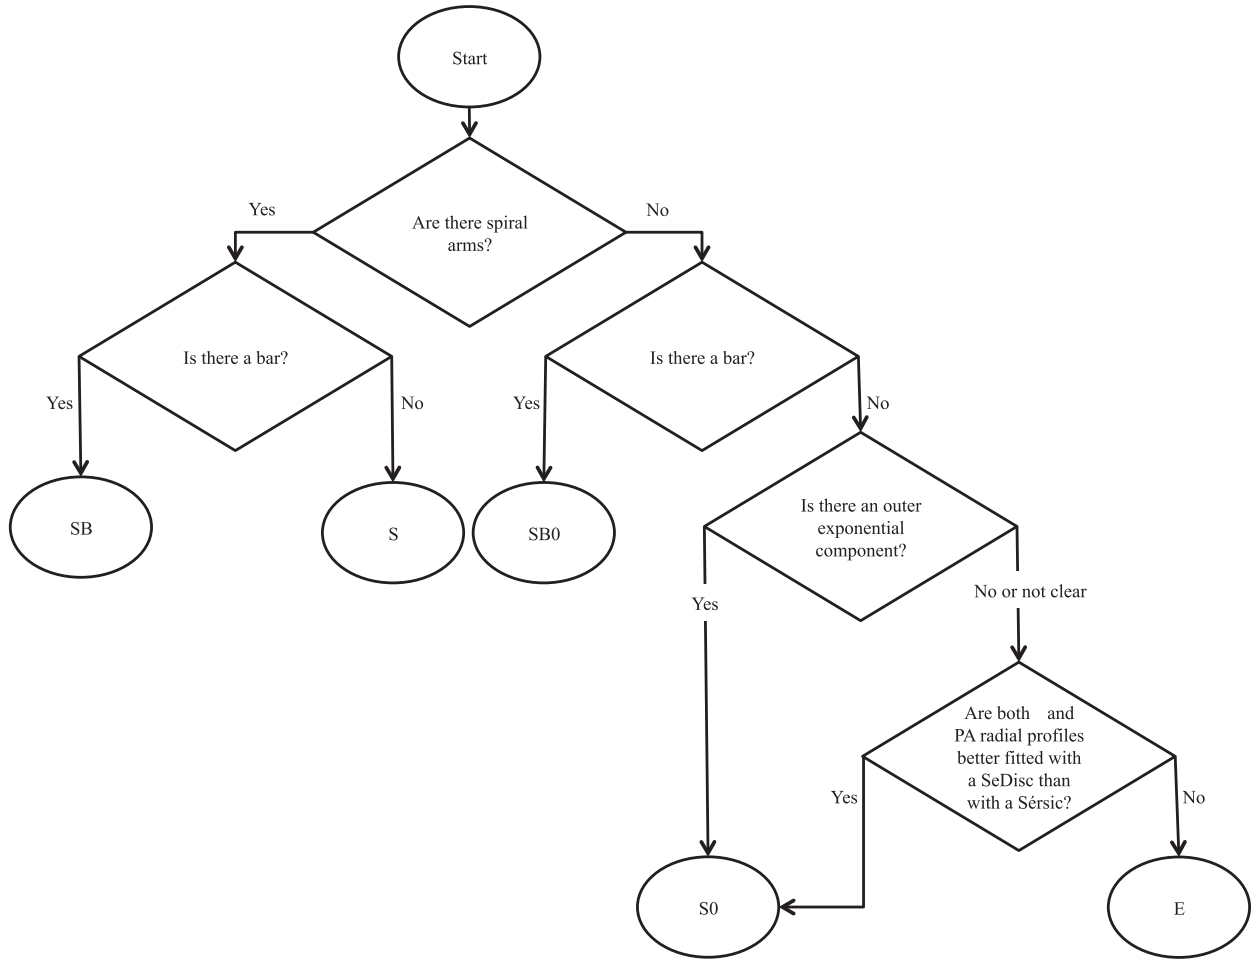 Start
Are there spiral
arms?
Yes
No
Is there a bar?
Is there a bar?
Yes
No
Yes
No
SB
S
SB0
Is there an outer
exponential
component?
Yes
No or not clear
Are both and
PA radial profiles
better fitted with
a SeDisc than
with a Sérsic?
Yes
No
S0
E